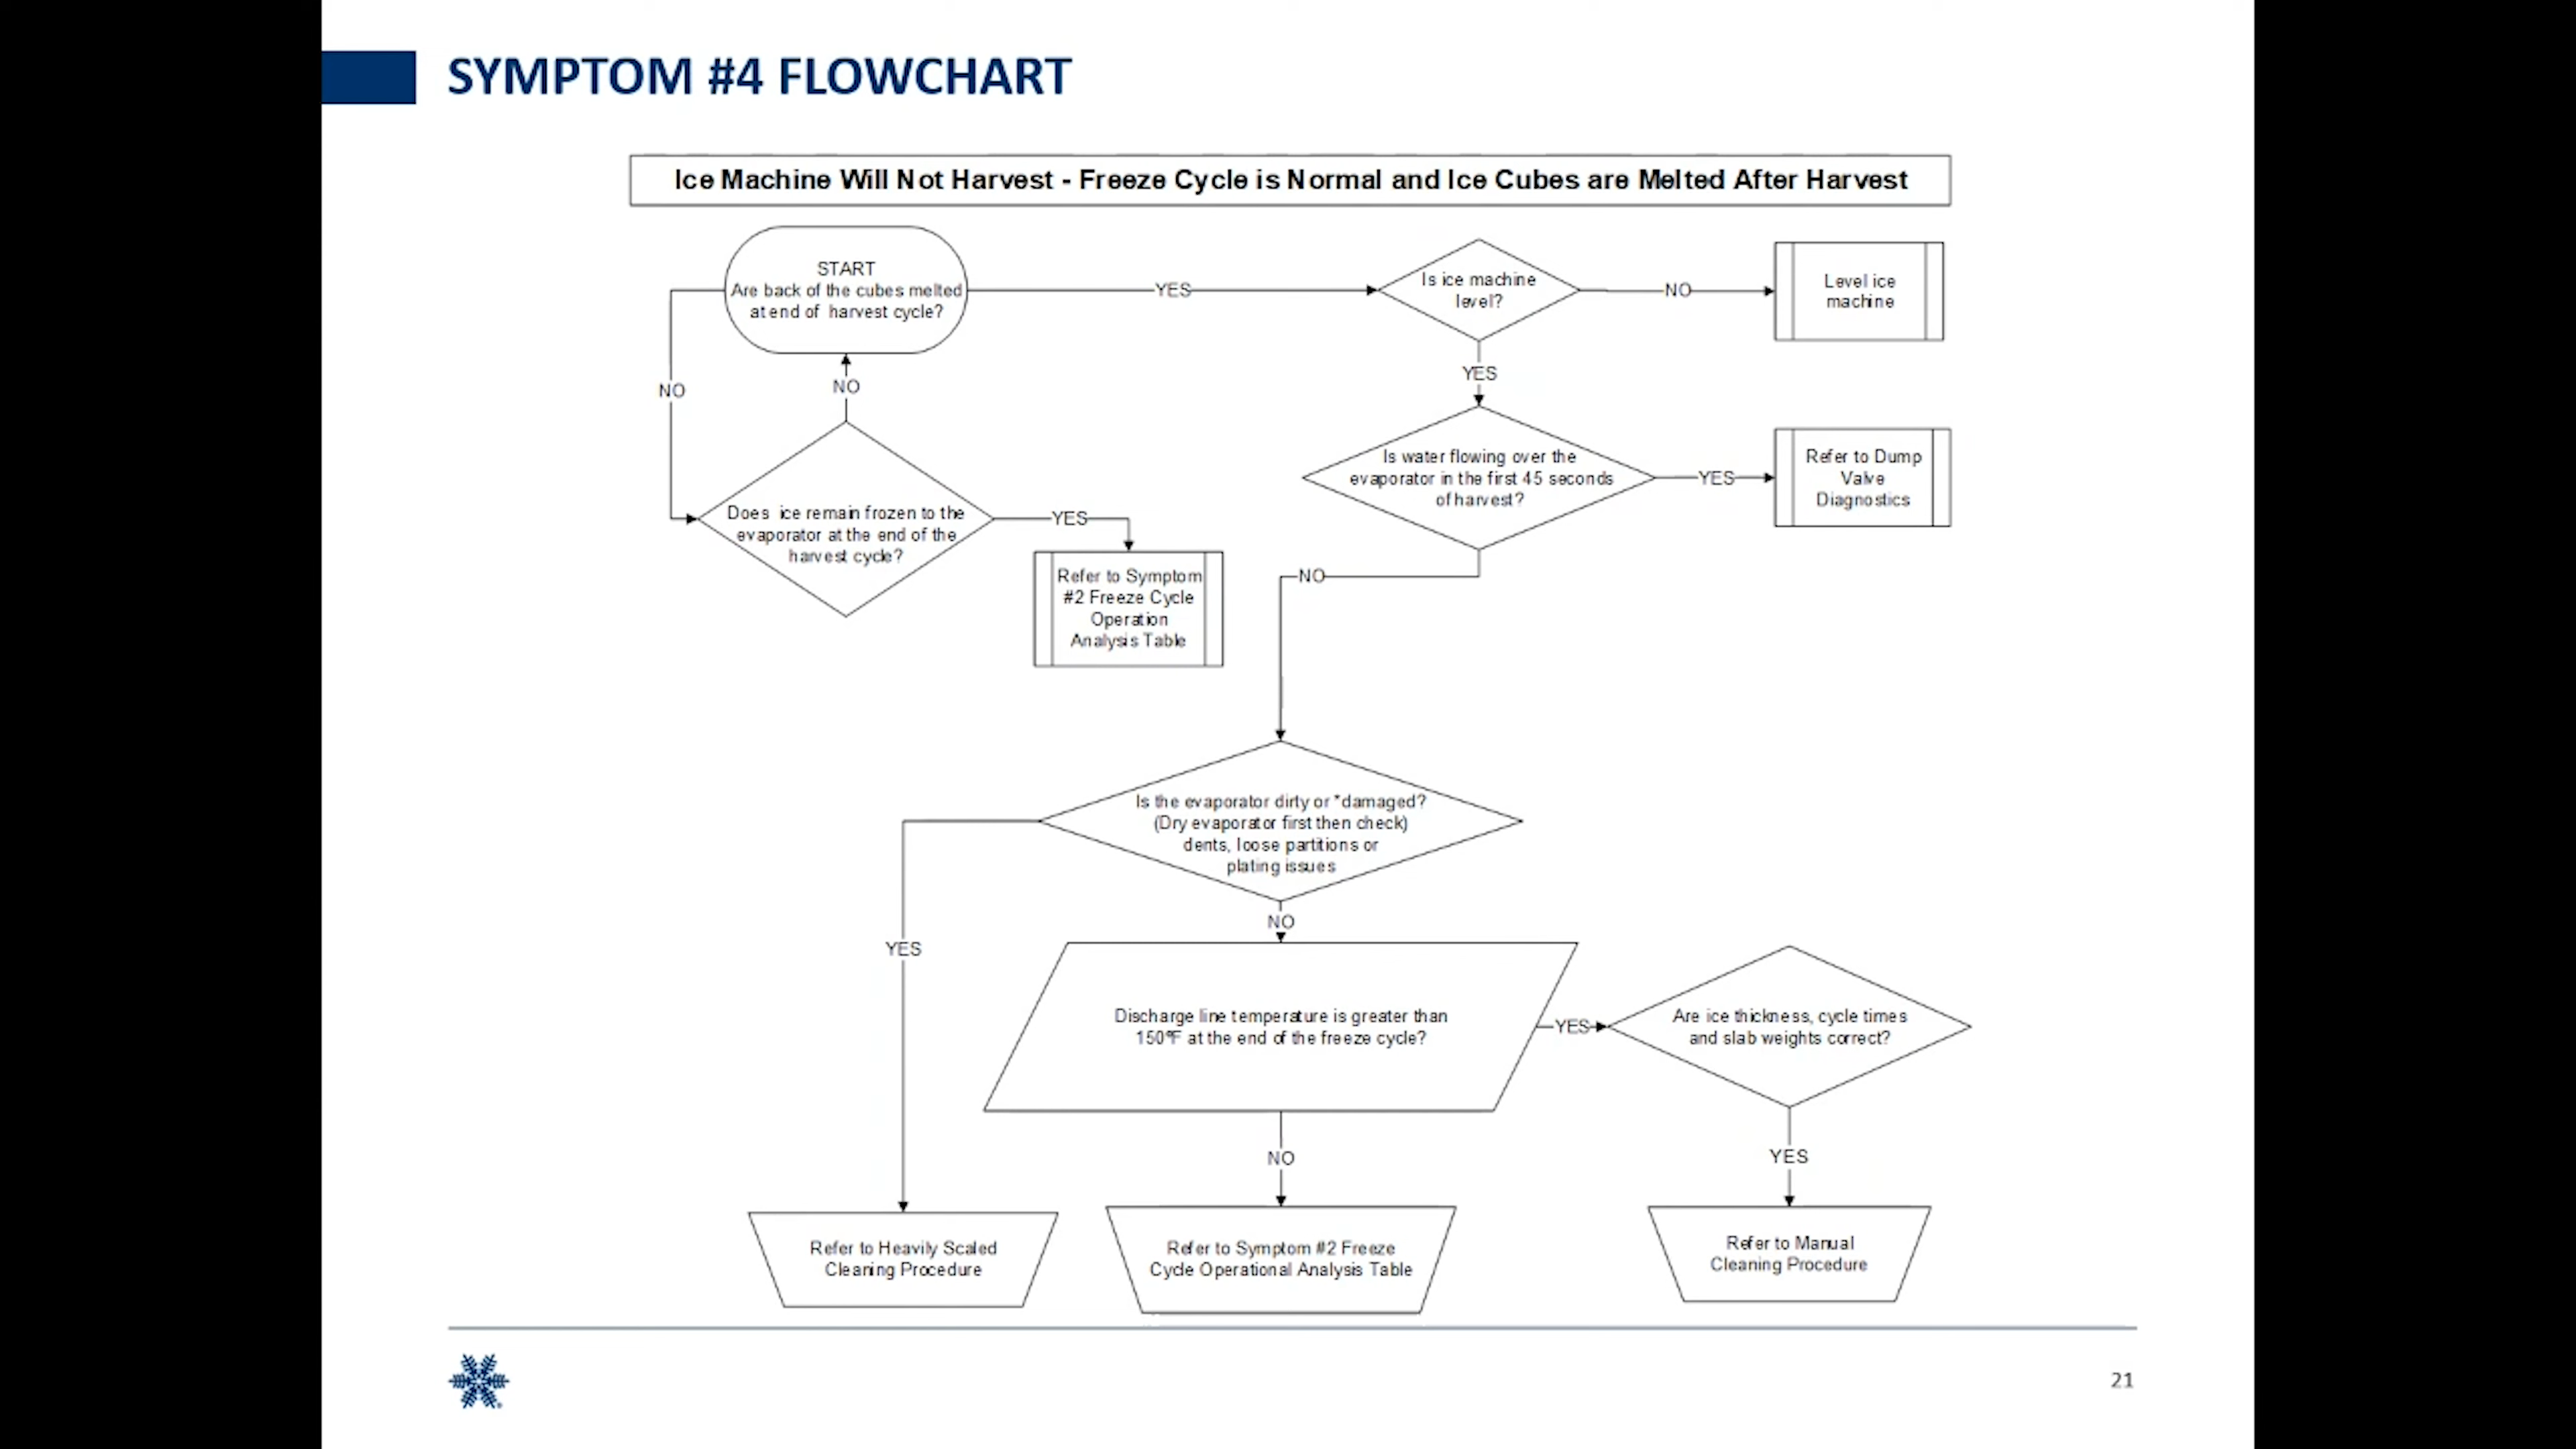 SYMPTOM #4 FLOWCHART
Ice Machine Will Not Harvest - Freeze Cycle is Normal and Ice Cubes are Melted After Harvest
START
Are back of the cubes melted
at end of harvest cycle?
YES
Is ice machine
level?
NO
Level ice
machine
NO
NO
YES
Is water flowing over the
evaporator in the first 45 seconds
of harvest?
YES
Refer to Dump
Valve
Diagnostics
Does ice remain frozen to the
evaporator at the end of the
harvest cycle?
YES
Refer to Symptom
#2 Freeze Cycle
Operation
Analysis Table
NO
Is the evaporator dirty or *damaged?
(Dry evaporator first then check)
dents, loose partitions or
plating issues
YES
NO
Discharge line temperature is greater than
150°F at the end of the freeze cycle?
YES
Are ice thickness, cycle times
and slab weights correct?
NO
YES
Refer to Heavily Scaled
Cleaning Procedure
Refer to Symptom #2 Freeze
Cycle Operational Analysis Table
Refer to Manual
Cleaning Procedure
21